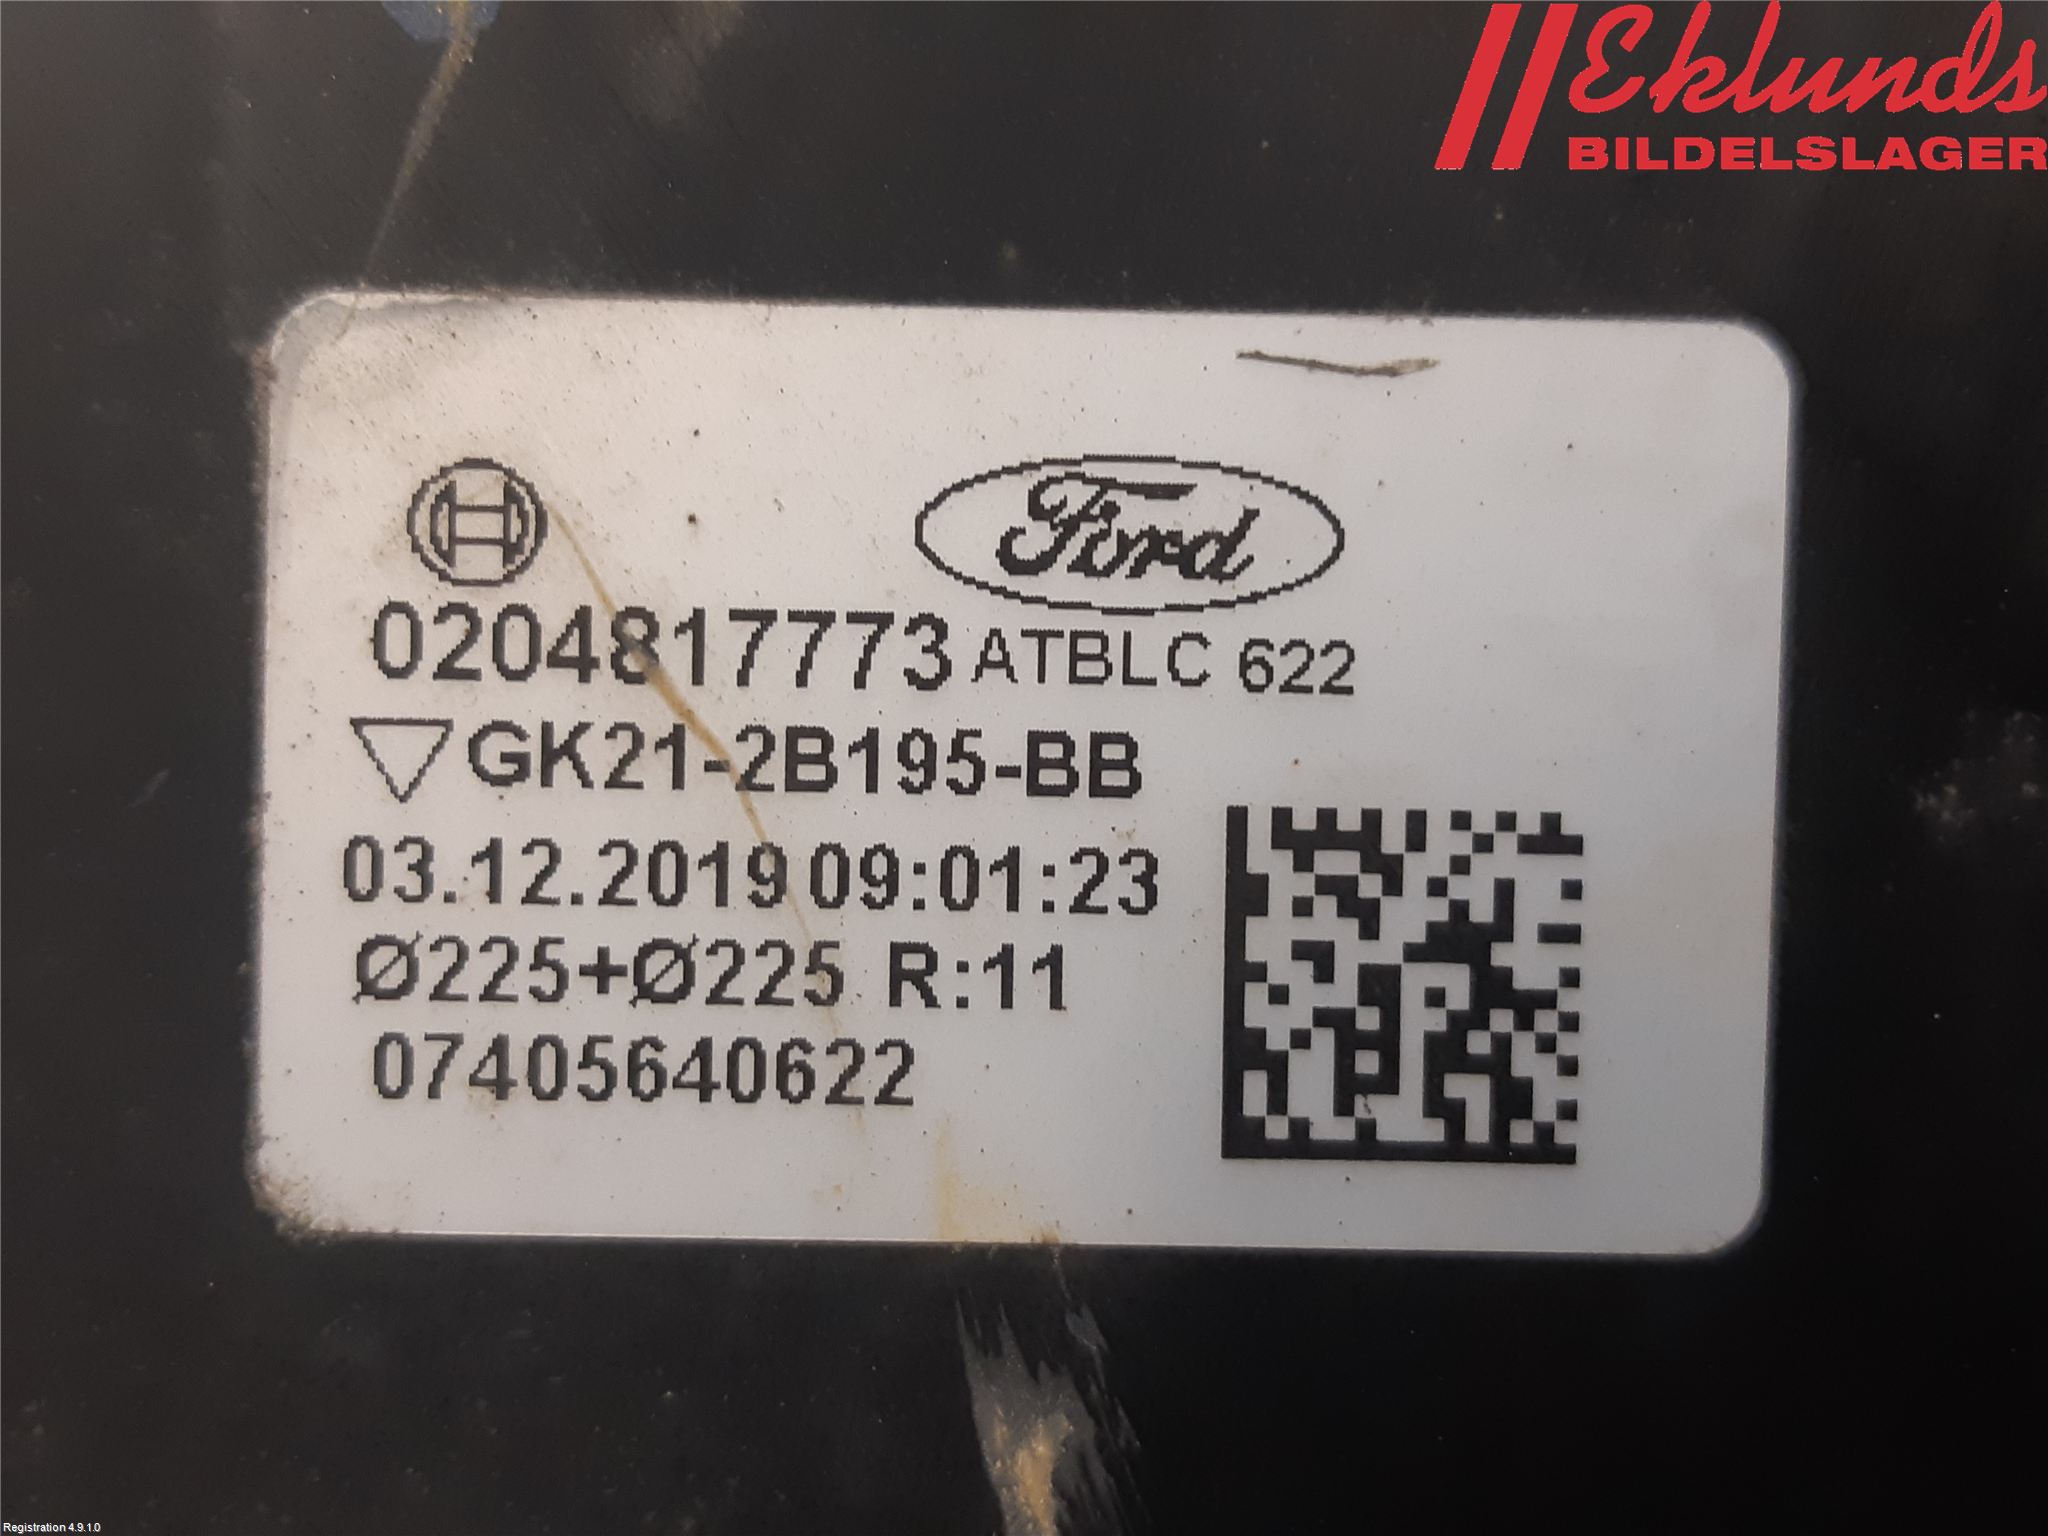 Eklunds
BILDELSLAGER
Ford
0204817773 ATBLC 622
GK21-2B195-BB
03.12.2019 09:01:23
Ø225+Ø225 R:11
07405640622
Registration 4.9.1.0